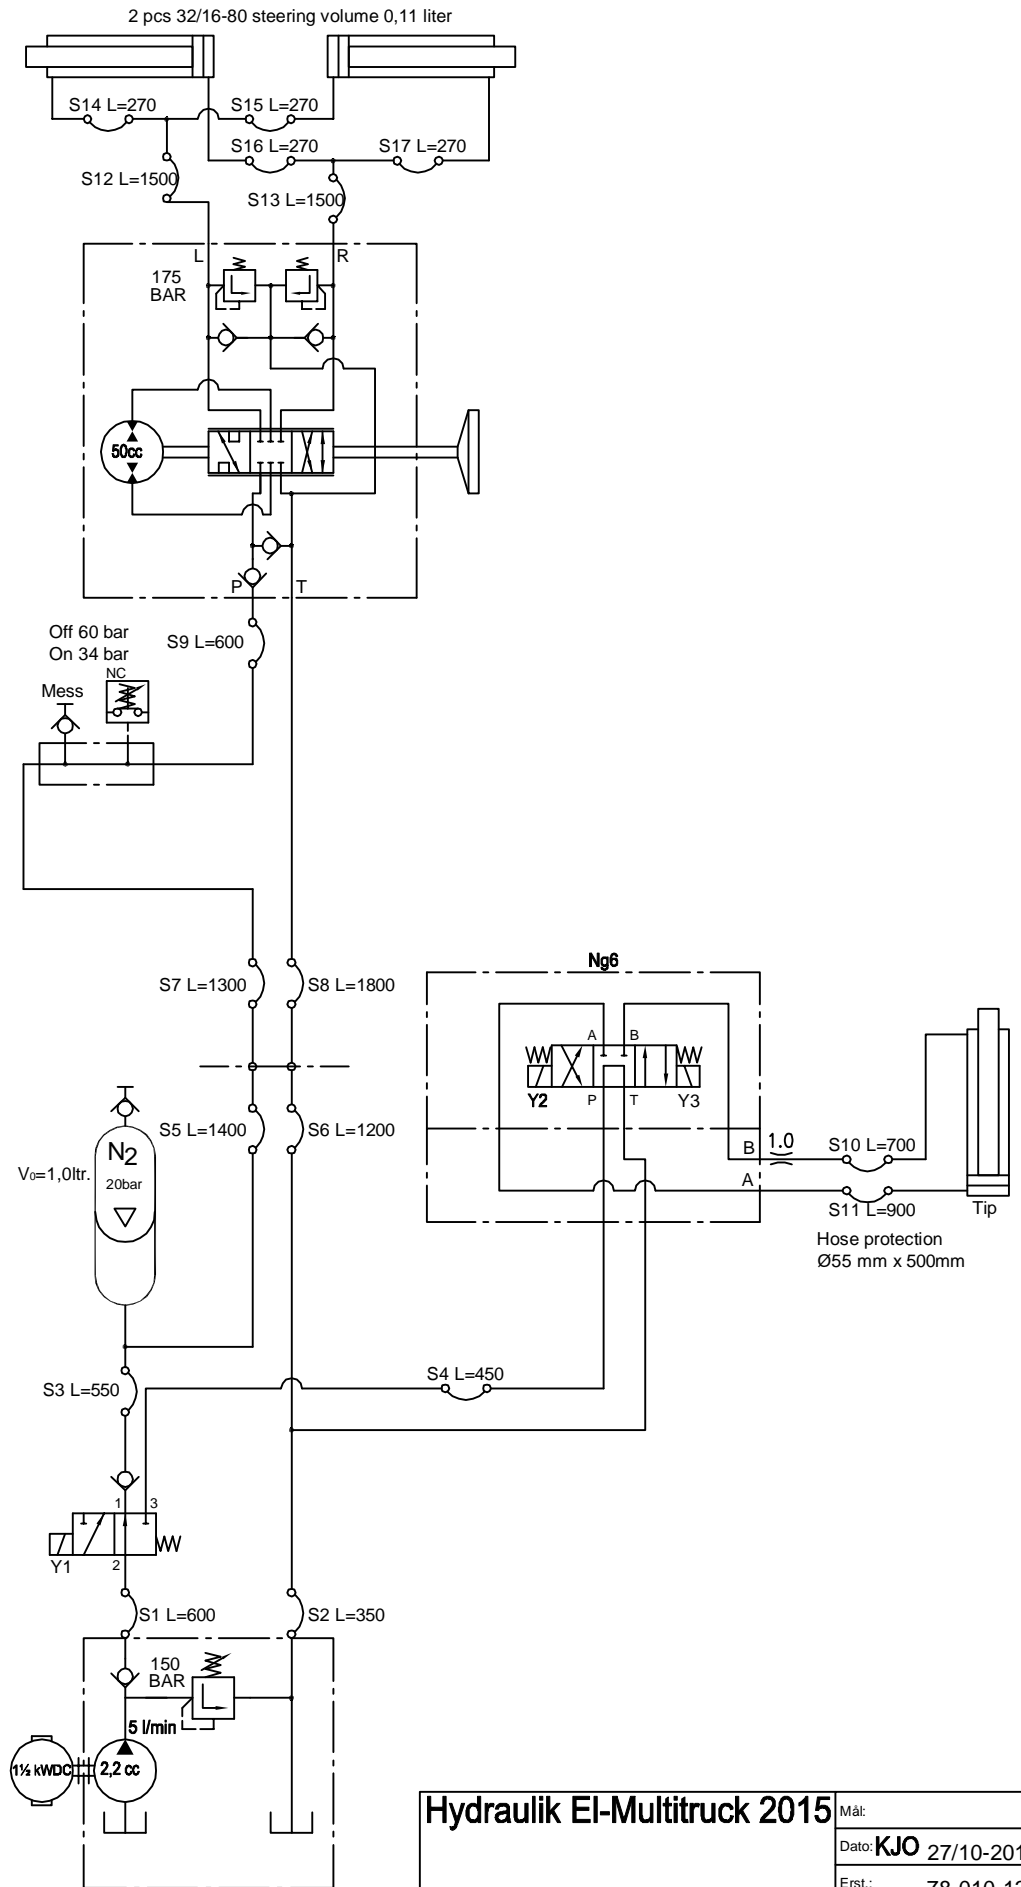 2 pcs 32/16-80 steering volume 0,11 liter
S14 L=270
S15 L=270
S16 L=270
S17 L=270
S12 L=1500
S13 L=1500
L
R
175
BAR
50cc
P
T
Off 60 bar
On 34 bar
S9 L=600
NC
Mess
Ng6
S7 L=1300
S8 L=1800
A
B
Y2
P
T
Y3
S5 L=1400
S6 L=1200
N2
V0=1,0ltr.
20bar
B
1.0
S10 L=700
A
S11 L=900
Tip
Hose protection
Ø55 mm x 500mm
S4 L=450
S3 L=550
1
3
Y1
2
S1 L=600
S2 L=350
150
BAR
5 l/min
1½ kWDC
2,2 cc
Hydraulik El-Multitruck 2015
Mål:
Dato: KJO 27/10-201
Erst.: